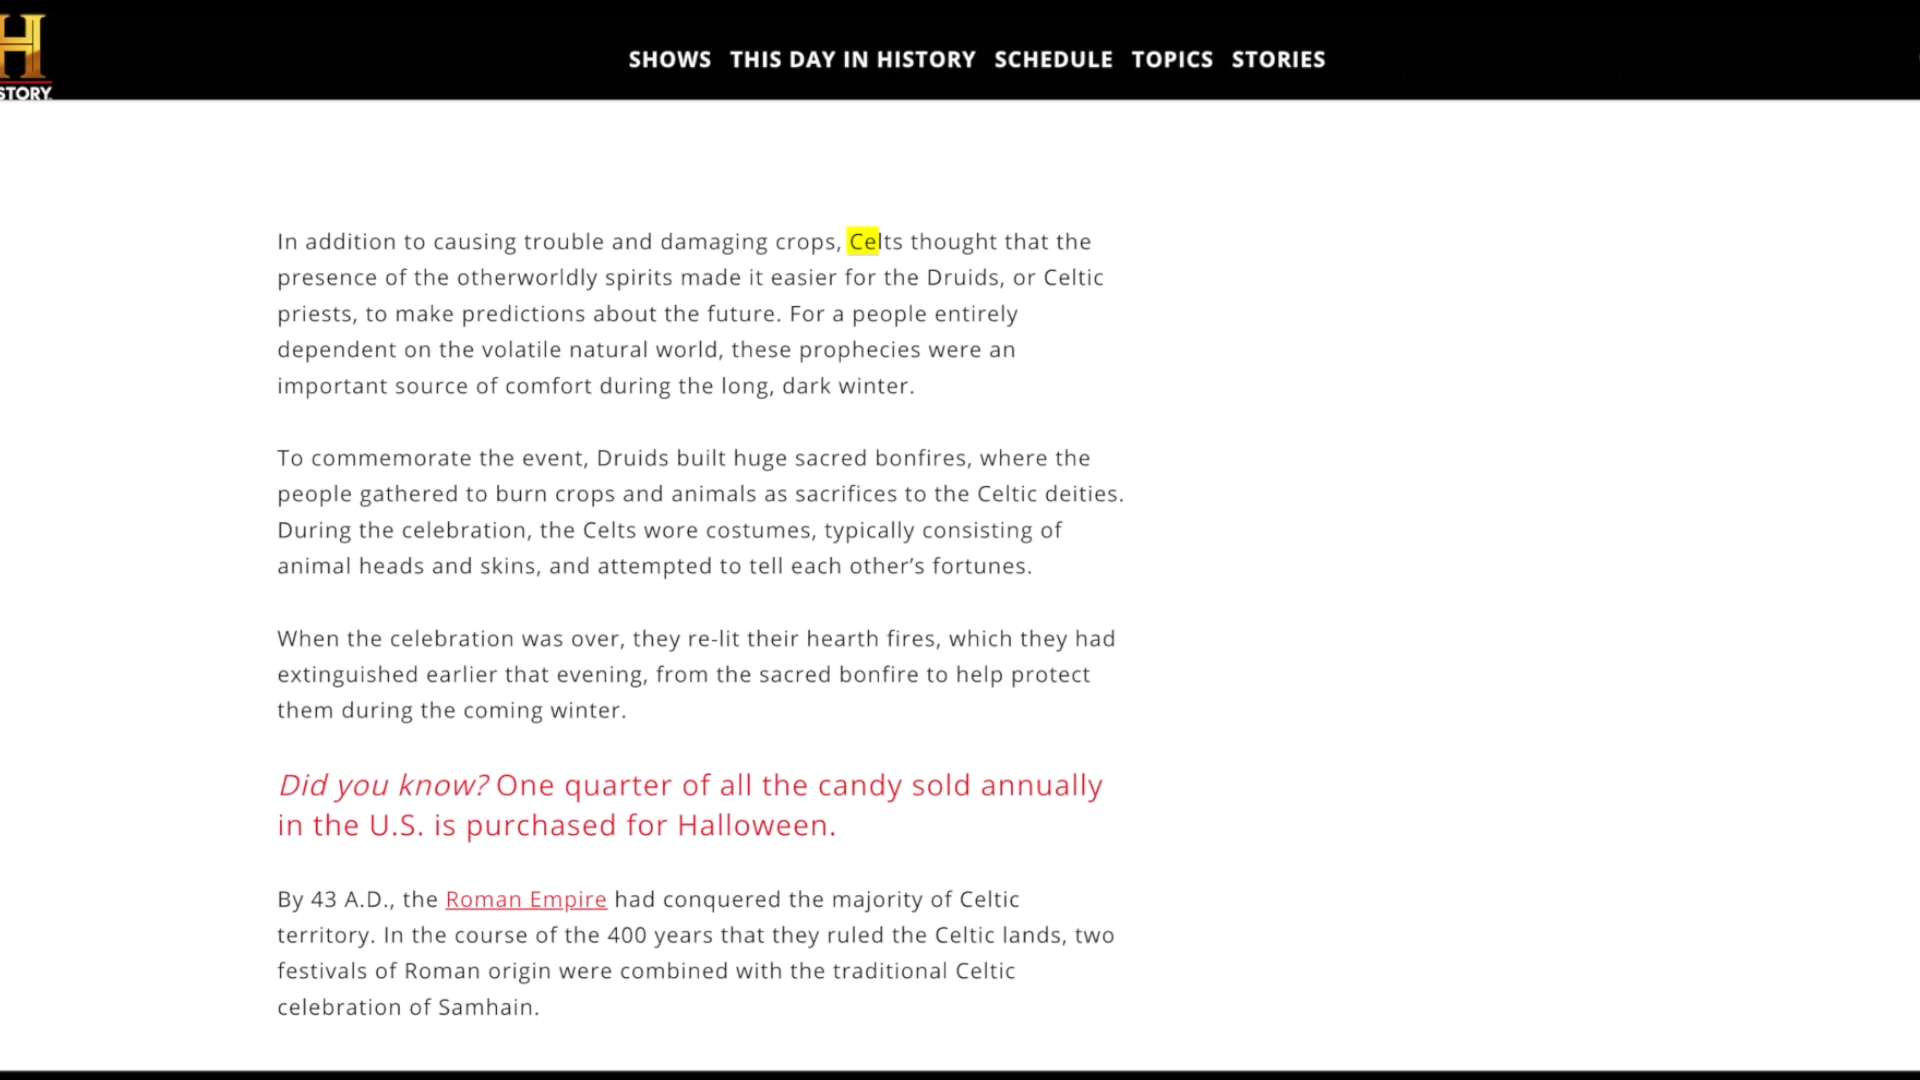 H
STORY
SHOWS THIS DAY IN HISTORY SCHEDULE TOPICS STORIES
In addition to causing trouble and damaging crops, Celts thought that the
presence of the otherworldly spirits made it easier for the Druids, or Celtic
priests, to make predictions about the future. For a people entirely
dependent on the volatile natural world, these prophecies were an
important source of comfort during the long, dark winter.
To commemorate the event, Druids built huge sacred bonfires, where the
people gathered to burn crops and animals as sacrifices to the Celtic deities.
During the celebration, the Celts wore costumes, typically consisting of
animal heads and skins, and attempted to tell each other’s fortunes.
When the celebration was over, they re-lit their hearth fires, which they had
extinguished earlier that evening, from the sacred bonfire to help protect
them during the coming winter.
Did you know? One quarter of all the candy sold annually
in the U.S. is purchased for Halloween.
By 43 A.D., the Roman Empire had conquered the majority of Celtic
territory. In the course of the 400 years that they ruled the Celtic lands, two
festivals of Roman origin were combined with the traditional Celtic
celebration of Samhain.